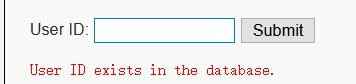 User ID: Submit
User ID exists in the database.